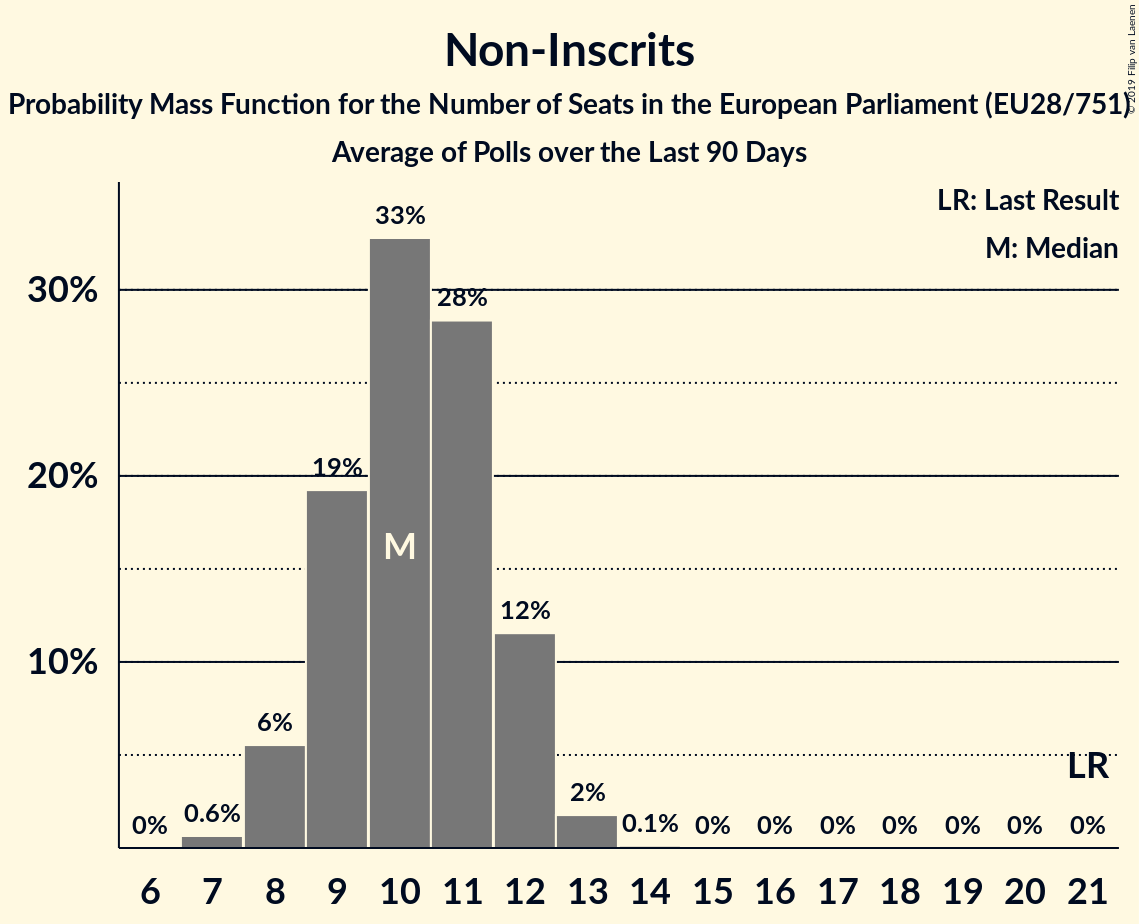 Non-Inscrits
Probability Mass Function for the Number of Seats in the European Parliament (EU28/751)
Average of Polls over the Last 90 Days
© 2019 Filip van Laenen
LR: Last Result
M: Median
33%
30%
28%
20%
19%
M
12%
10%
6%
LR
2%
0%
0.6%
0.1%
0%
0%
0%
0%
0%
0%
0%
6 7 8 9 10 11 12 13 14 15 16 17 18 19 20 21